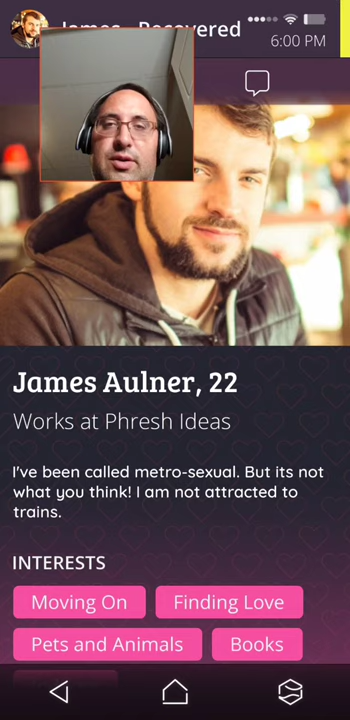 Recovered
6:00 PM
James Aulner, 22
Works at Phresh Ideas
I've been called metro-sexual. But its not
what you think! I am not attracted to
trains.
INTERESTS
Moving On
Finding Love
Pets and Animals
Books